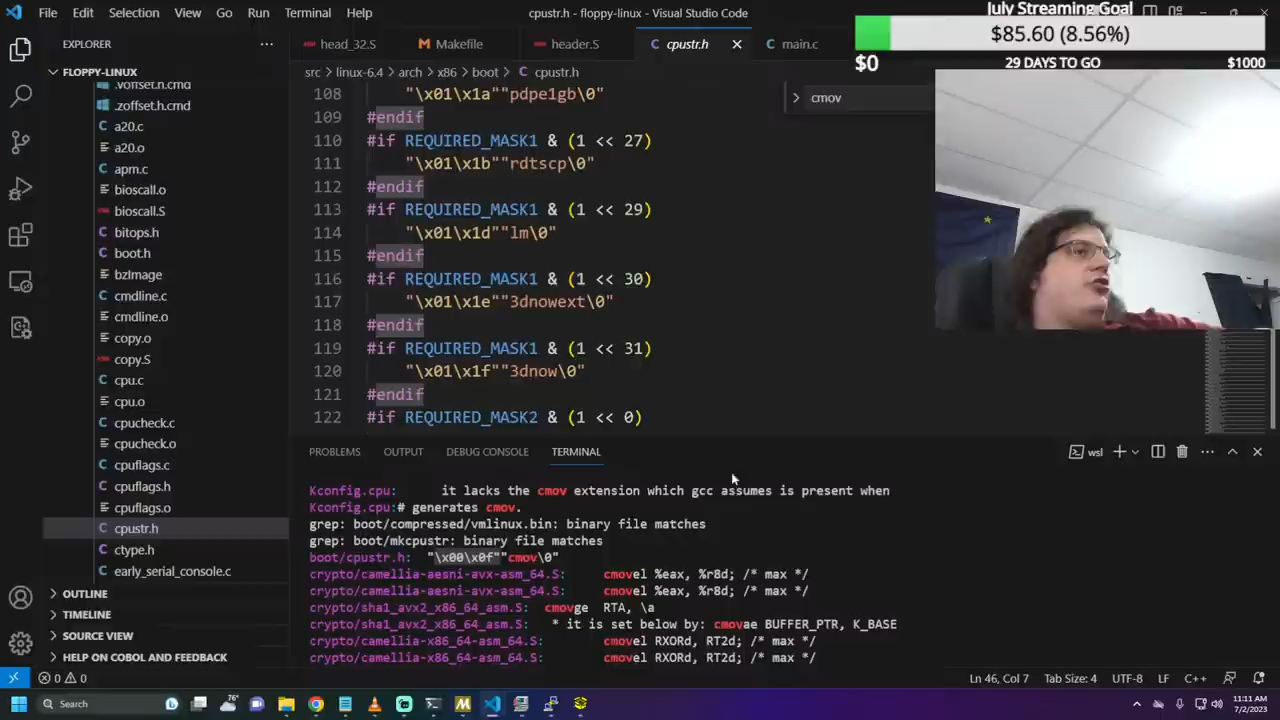 File Edit Selection View Go Run Terminal Help
cpustr.h - floppy-linux - Visual Studio Code
July Streaming Goal
$85.60 (8.56%)
$0 29 DAYS TO GO $1000
EXPLORER
FLOPPY-LINUX
.voffset.h.cmd
.zoffset.h.cmd
a20.c
a20.o
apm.c
bioscall.o
bioscall.S
bitops.h
boot.h
bzImage
cmdline.c
cmdline.o
copy.o
copy.S
cpu.c
cpu.o
cpucheck.c
cpucheck.o
cpuflags.c
cpuflags.h
cpuflags.o
cpustr.h
ctype.h
early_serial_console.c
OUTLINE
TIMELINE
SOURCE VIEW
HELP ON COBOL AND FEEDBACK
head_32.S Makefile header.S cpustr.h main.c
src > linux-6.4 > arch > x86 > boot > cpustr.h
cmov
108 "\x01\x1a""pdpe1gb\0"
109 #endif
110 #if REQUIRED_MASK1 & (1 << 27)
111 "\x01\x1b""rdtscp\0"
112 #endif
113 #if REQUIRED_MASK1 & (1 << 29)
114 "\x01\x1d""lm\0"
115 #endif
116 #if REQUIRED_MASK1 & (1 << 30)
117 "\x01\x1e""3dnowext\0"
118 #endif
119 #if REQUIRED_MASK1 & (1 << 31)
120 "\x01\x1f""3dnow\0"
121 #endif
122 #if REQUIRED_MASK2 & (1 << 0)
PROBLEMS OUTPUT DEBUG CONSOLE TERMINAL
wsl
Kconfig.cpu: it lacks the cmov extension which gcc assumes is present when
Kconfig.cpu:# generates cmov.
grep: boot/compressed/vmlinux.bin: binary file matches
grep: boot/mkcpustr: binary file matches
boot/cpustr.h: "\x00\x0f""cmov\0"
crypto/camellia-aesni-avx-asm_64.S: cmovel %eax, %r8d; /* max */
crypto/camellia-aesni-avx-asm_64.S: cmovel %eax, %r8d; /* max */
crypto/sha1_avx2_x86_64_asm.S: cmovge RTA, \a
crypto/sha1_avx2_x86_64_asm.S: * it is set below by: cmovae BUFFER_PTR, K_BASE
crypto/camellia-x86_64-asm_64.S: cmovel RXORd, RT2d; /* max */
crypto/camellia-x86_64-asm_64.S: cmovel RXORd, RT2d; /* max */
0 0
Ln 46, Col 7 Tab Size: 4 UTF-8 LF C++
Search
76°
11:11 AM
7/2/2023